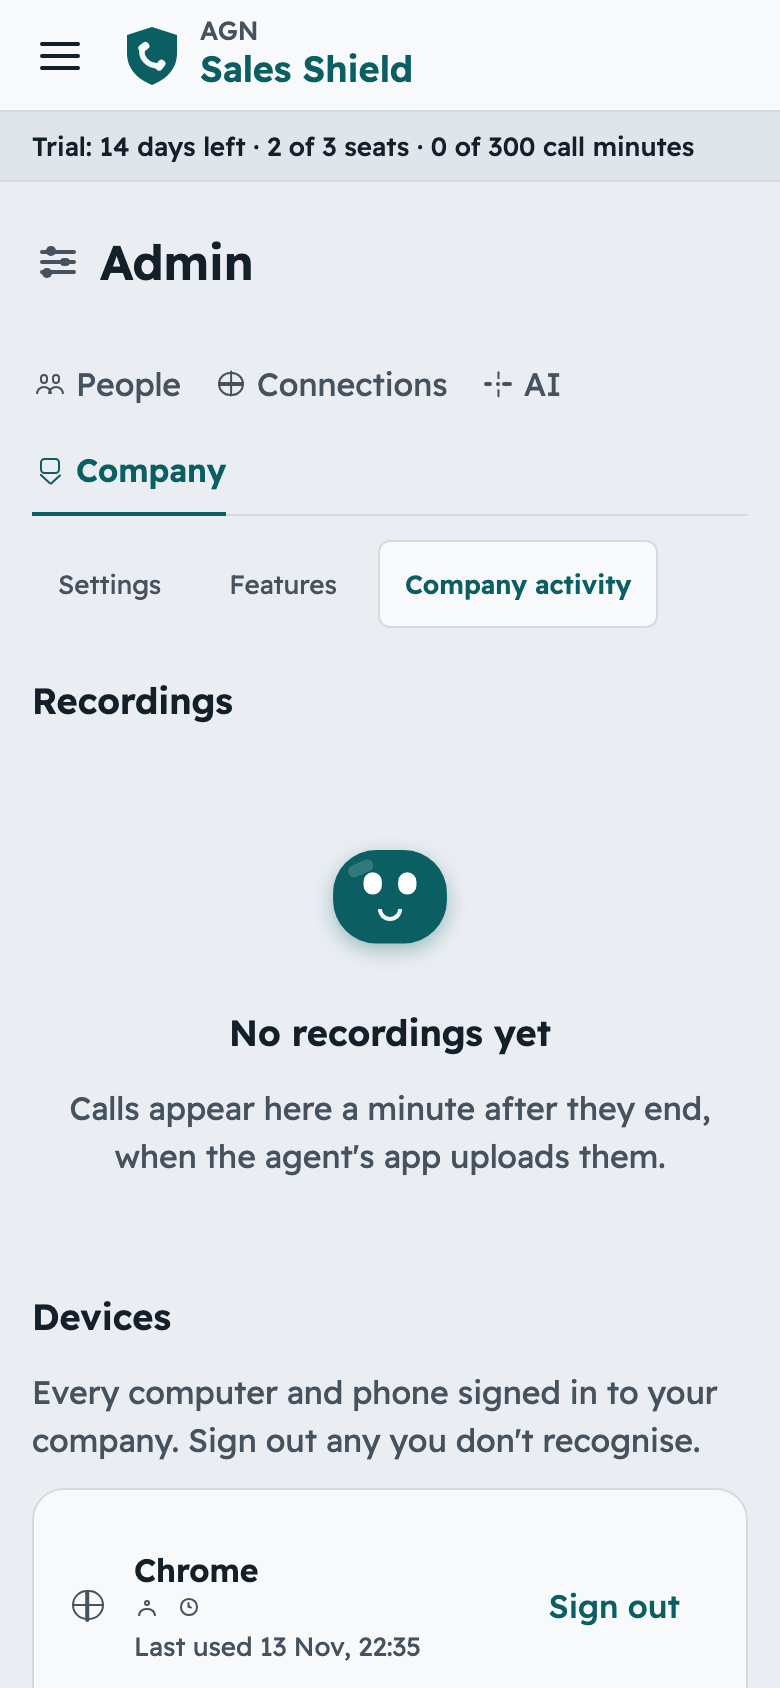 AGN
Sales Shield
Trial: 14 days left · 2 of 3 seats · 0 of 300 call minutes
Admin
People Connections AI
Company
Settings Features Company activity
Recordings
No recordings yet
Calls appear here a minute after they end,
when the agent's app uploads them.
Devices
Every computer and phone signed in to your
company. Sign out any you don't recognise.
Chrome
Sign out
Last used 13 Nov, 22:35